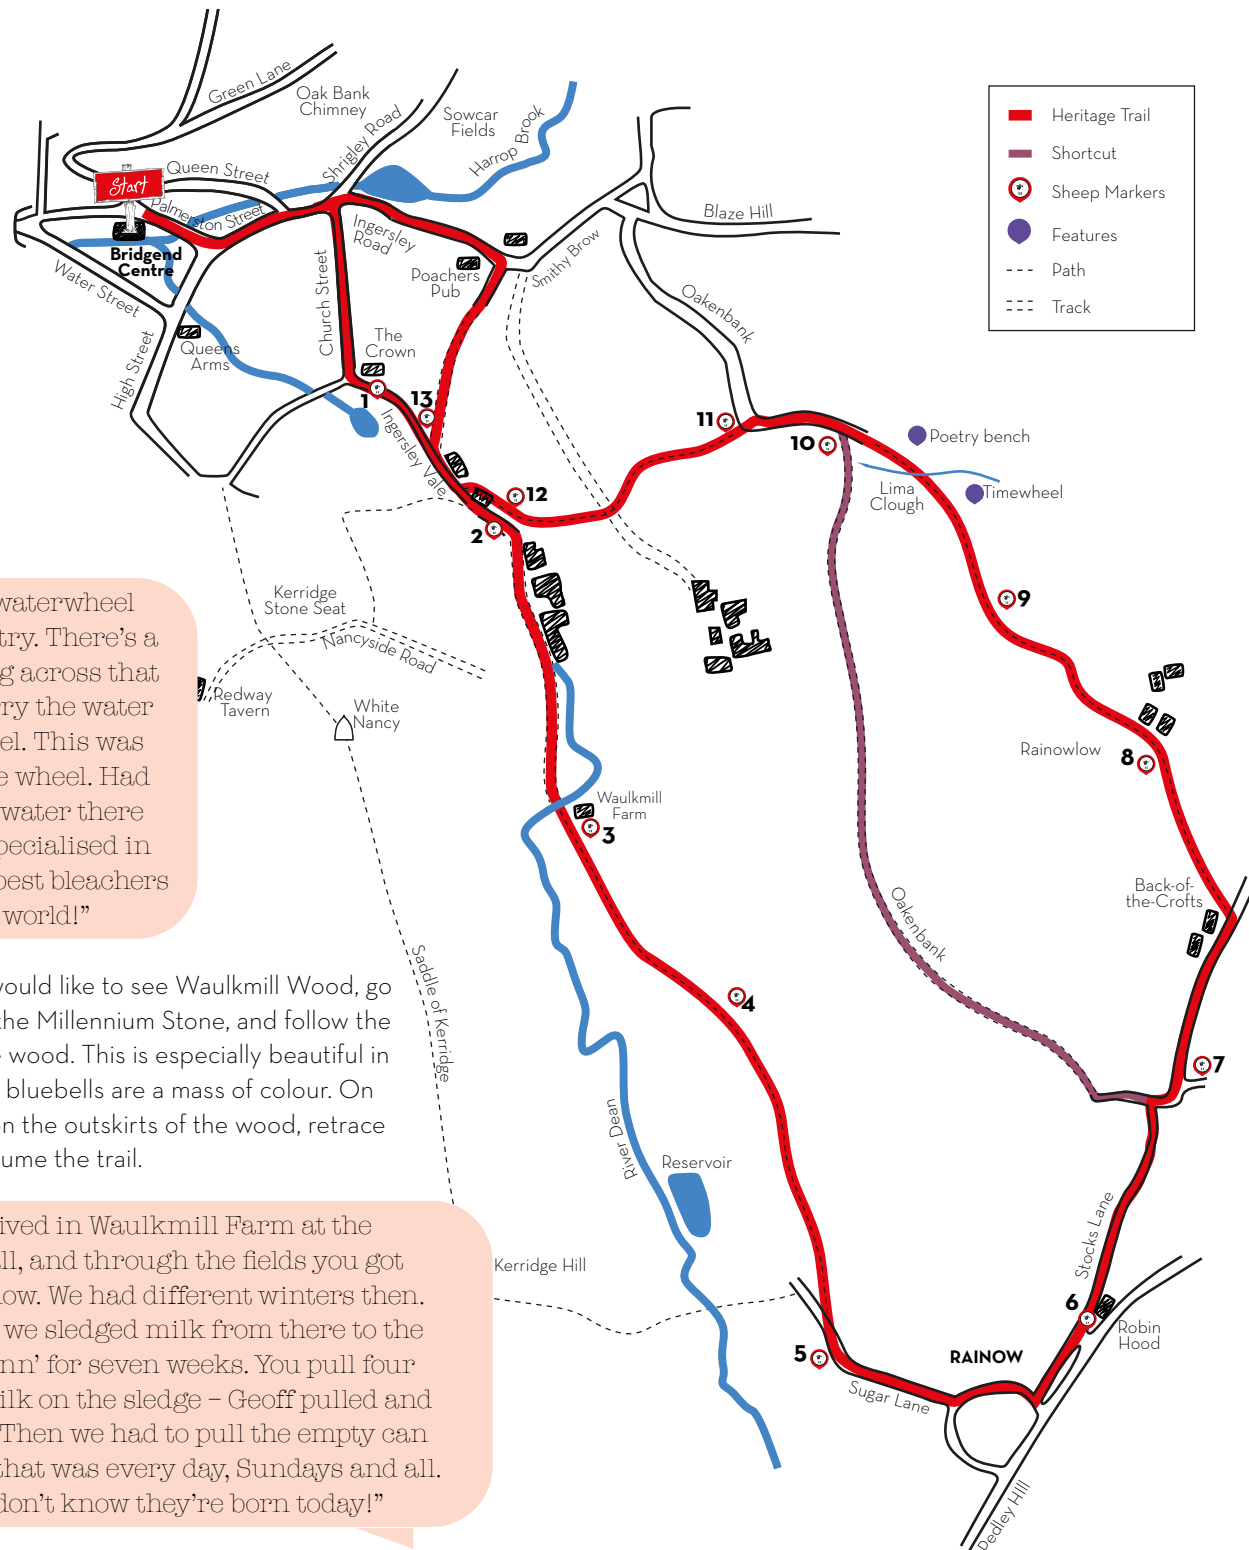 Green Lane
Oak Bank
Chimney
Shrigley Road
Sowcar
Fields
Harrop Brook
Queen Street
Start
Palmerston Street
Bridgend
Centre
Water Street
Ingersley
Road
Poachers
Pub
Smithy Brow
Blaze Hill
Oakenbank
Church Street
The
Crown
Queens
Arms
High Street
Ingersley Vale
1
13
12
2
11
10
Poetry bench
Lima
Clough
Timewheel
9
Heritage Trail
Shortcut
Sheep Markers
Features
Path
Track
Kerridge
Stone Seat
Nancyside Road
Redway
Tavern
White
Nancy
Waulkmill
Farm
3
Rainowlow
8
Back-of-
the-Crofts
Oakenbank
4
7
Saddle of Kerridge
River Dean
Reservoir
Kerridge Hill
Stocks Lane
6
Robin
Hood
5
RAINOW
Sugar Lane
Dedley HIll
waterwheel
try. There's a
g across that
rry the water
el. This was
e wheel. Had
water there
pecialised in
best bleachers
world!”
would like to see Waulkmill Wood, go
the Millennium Stone, and follow the
wood. This is especially beautiful in
bluebells are a mass of colour. On
on the outskirts of the wood, retrace
ume the trail.
ived in Waulkmill Farm at the
ll, and through the fields you got
low. We had different winters then.
we sledged milk from there to the
nn’ for seven weeks. You pull four
ilk on the sledge – Geoff pulled and
Then we had to pull the empty can
that was every day, Sundays and all.
don’t know they’re born today!”